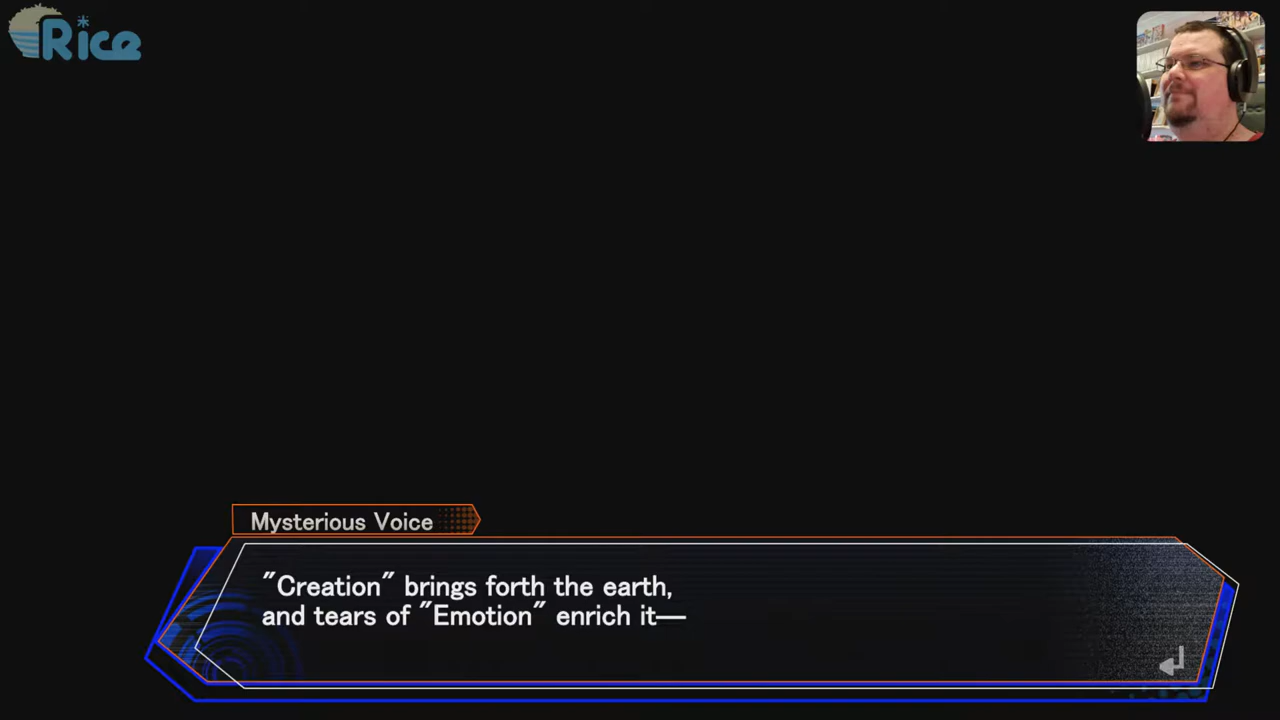 Rice
Mysterious Voice
"Creation" brings forth the earth,
and tears of "Emotion" enrich it—